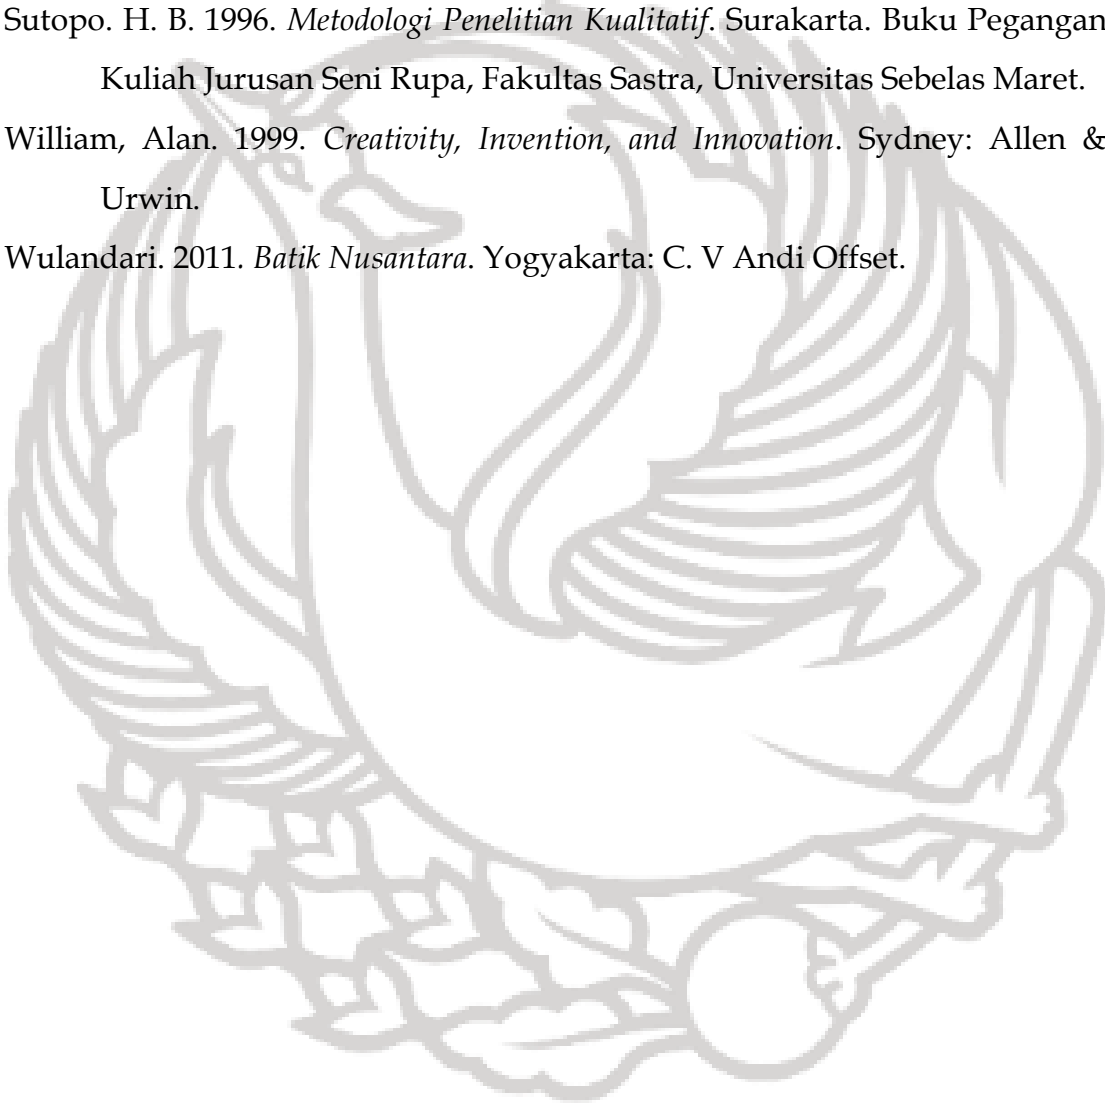 Sutopo. H. B. 1996. Metodologi Penelitian Kualitatif. Surakarta. Buku Pegangan
Kuliah Jurusan Seni Rupa, Fakultas Sastra, Universitas Sebelas Maret.
William, Alan. 1999. Creativity, Invention, and Innovation. Sydney: Allen &
Urwin.
Wulandari. 2011. Batik Nusantara. Yogyakarta: C. V Andi Offset.